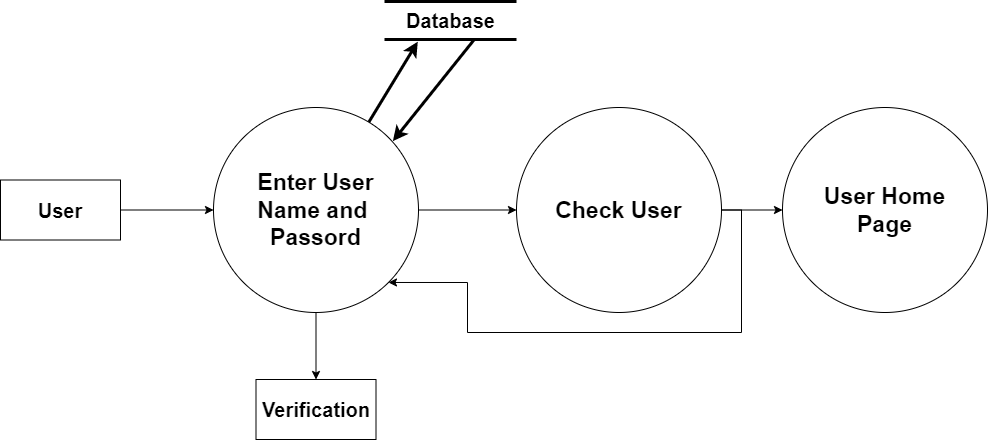 Database
User
Enter User
Name and
Passord
Check User
User Home
Page
Verification